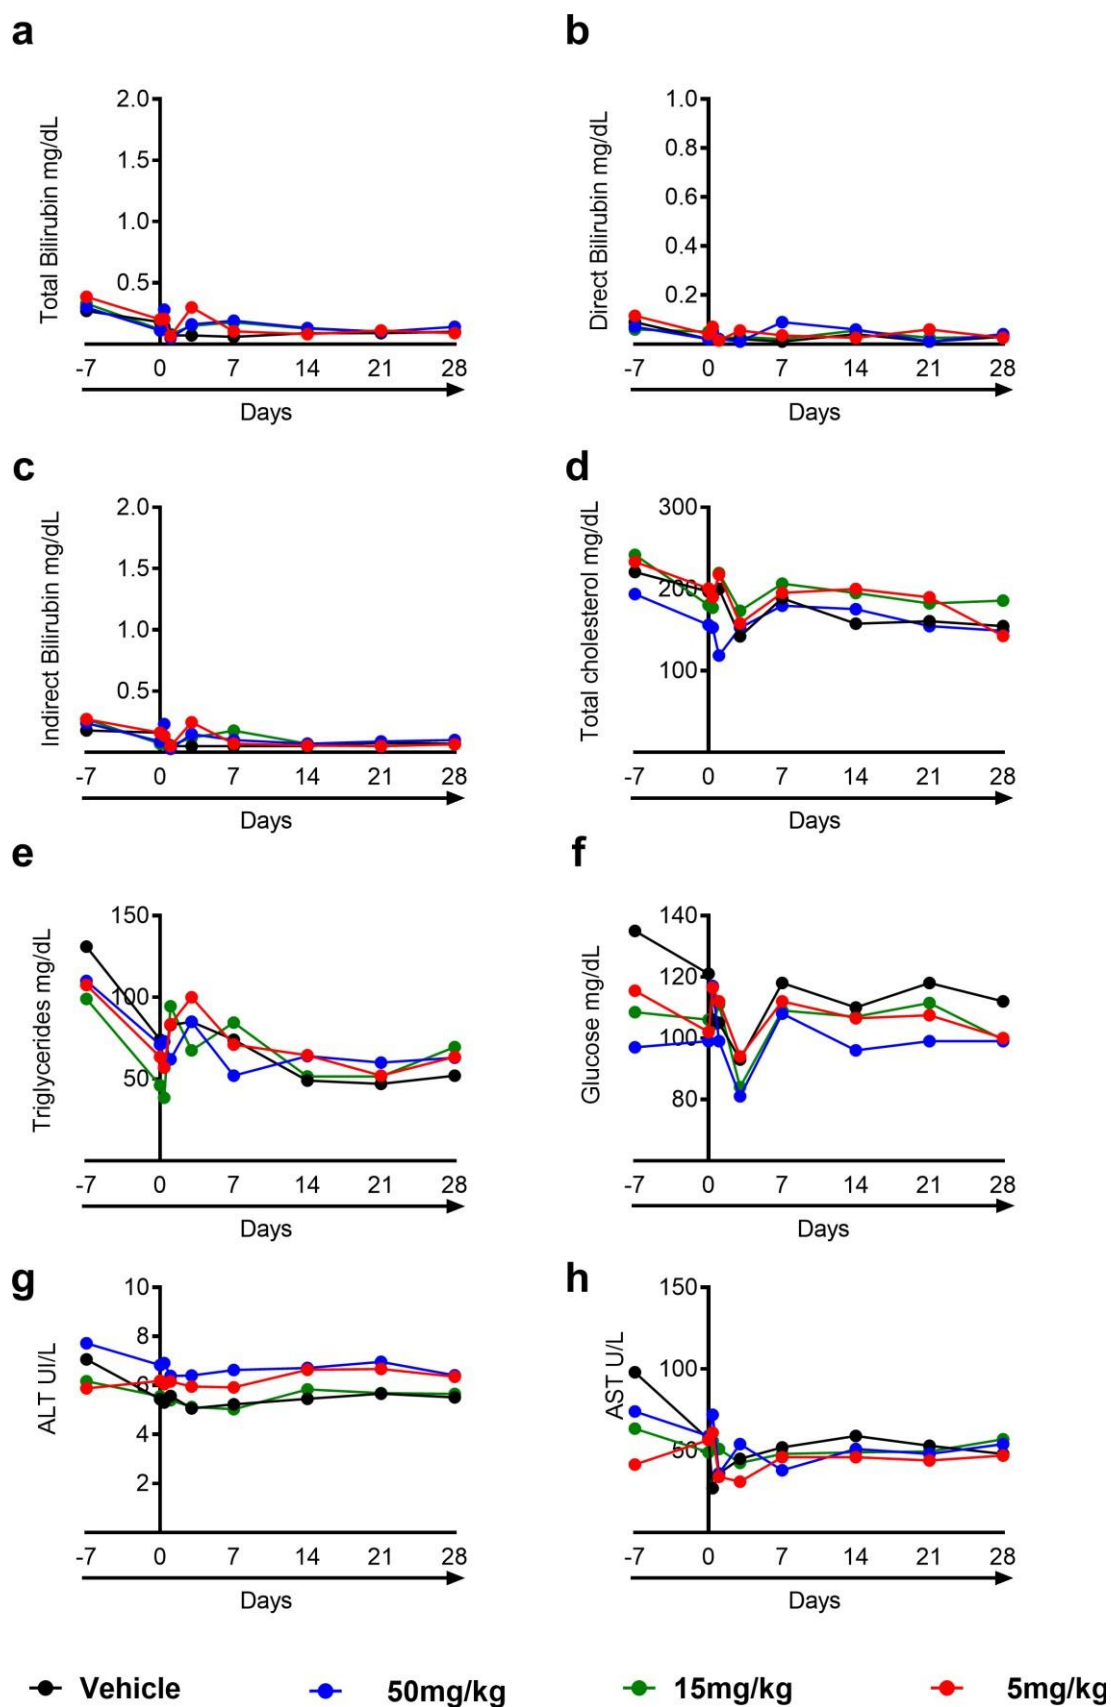 a
b
Total Bilirubin mg/dL
2.0
1.5
1.0
0.5
-7 0 7 14 21 28
Days
Direct Bilirubin mg/dL
1.0
0.8
0.6
0.4
0.2
-7 0 7 14 21 28
Days
c
d
Indirect Bilirubin mg/dL
2.0
1.5
1.0
0.5
-7 0 7 14 21 28
Days
Total cholesterol mg/dL
300
200
100
-7 0 7 14 21 28
Days
e
f
Triglycerides mg/dL
150
100
50
-7 0 7 14 21 28
Days
Glucose mg/dL
140
120
100
80
-7 0 7 14 21 28
Days
g
h
ALT UI/L
10
8
6
4
2
-7 0 7 14 21 28
Days
AST U/L
150
100
50
-7 0 7 14 21 28
Days
Vehicle 50mg/kg 15mg/kg 5mg/kg